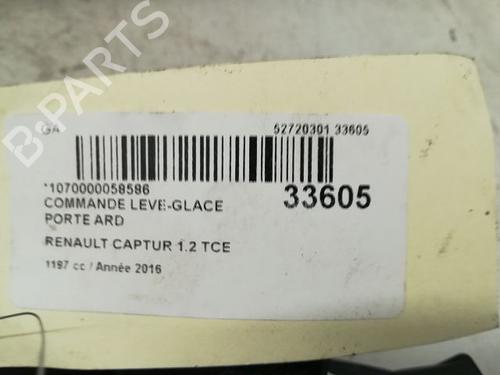 GA
52720301 33605
*1070000058586
COMMANDE LEVE-GLACE
PORTE ARD
33605
RENAULT CAPTUR 1.2 TCE
1197 cc / Année 2016
B-PARTS